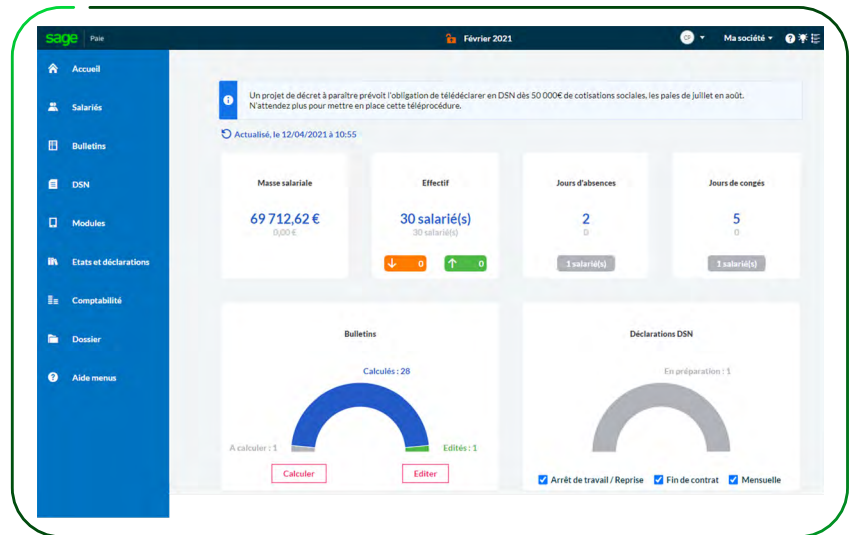 sage Paie
Février 2021
CF
Ma société
Accueil
Salariés
Bulletins
DSN
Modules
Etats et déclarations
Comptabilité
Dossier
Aide menus
Un projet de décret à paraître prévoit l'obligation de télédéclarer en DSN dès 50 000€ de cotisations sociales, les paies de juillet en août.
N'attendez plus pour mettre en place cette téléprocédure.
Actualisé, le 12/04/2021 à 10:55
Masse salariale
69 712,62 €
0,00 €
Effectif
30 salarié(s)
30 salarié(s)
0
0
Jours d'absences
2
0
1 salarié(s)
Jours de congés
5
0
1 salarié(s)
Bulletins
Calculés : 28
A calculer : 1
Edités : 1
Calculer
Editer
Déclarations DSN
En préparation : 1
Arrêt de travail / Reprise
Fin de contrat
Mensuelle